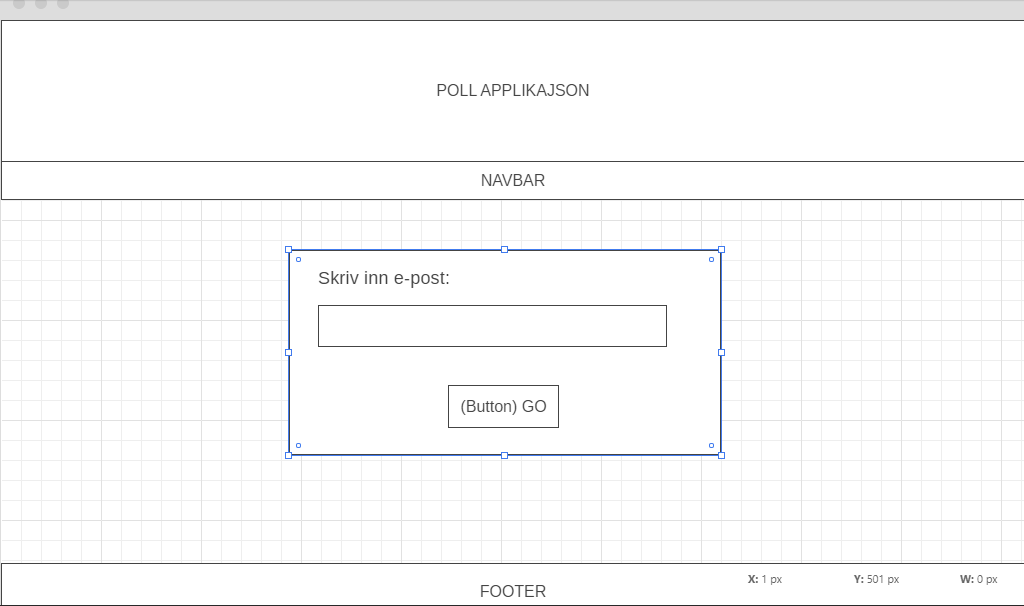 POLL APPLIKAJSON
NAVBAR
Skriv inn e-post:
(Button) GO
X: 1 px Y: 501 px W: 0 px
FOOTER